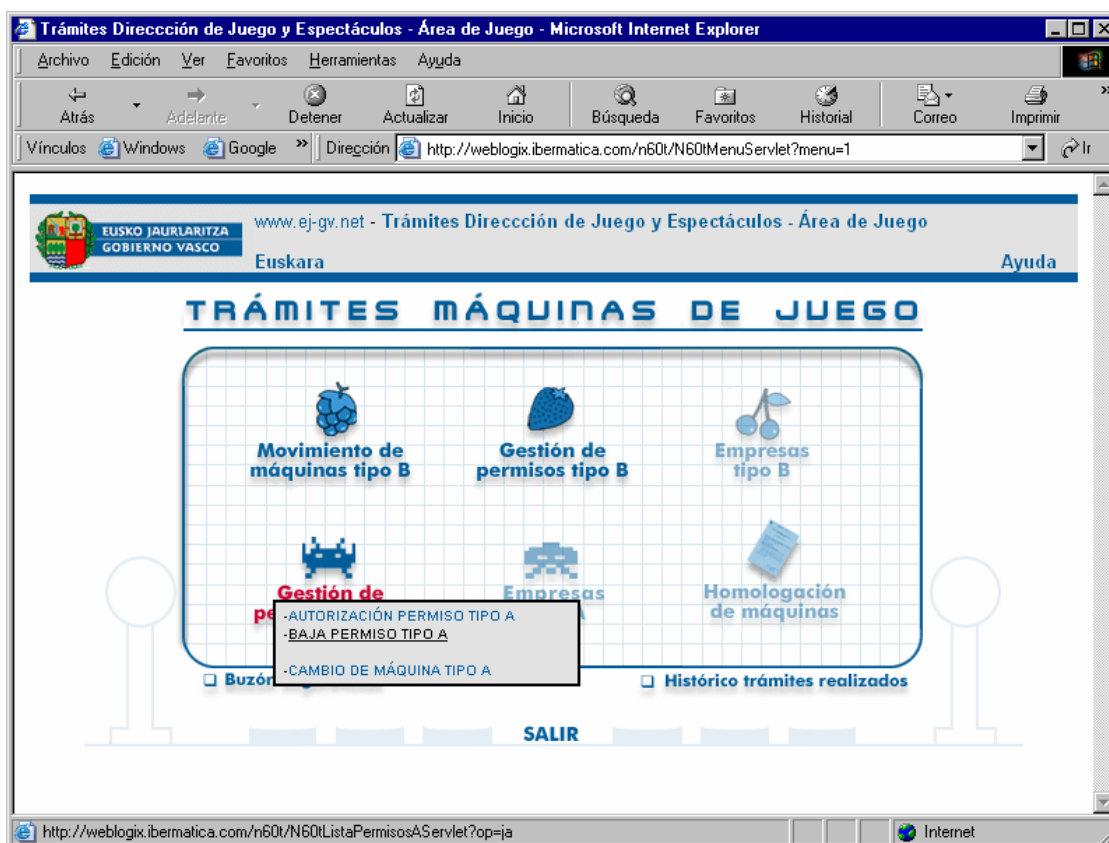 Trámites Direccción de Juego y Espectáculos - Área de Juego - Microsoft Internet Explorer
Archivo Edición Ver Favoritos Herramientas Ayuda
Atrás Adelante Detener Actualizar Inicio Búsqueda Favoritos Historial Correo Imprimir
Vínculos Windows Google » Dirección http://weblogix.ibermatica.com/n60t/N60tMenuServlet?menu=1 Ir
EUSKO JAURLARITZA
GOBIERNO VASCO
www.ej-gv.net - Trámites Direccción de Juego y Espectáculos - Área de Juego
Euskara Ayuda
TRÁMITES MÁQUINAS DE JUEGO
Movimiento de
máquinas tipo B
Gestión de
permisos tipo B
Empresas
tipo B
Gestión de
pe
Empresas
A
Homologación
de máquinas
-AUTORIZACIÓN PERMISO TIPO A
-BAJA PERMISO TIPO A
-CAMBIO DE MÁQUINA TIPO A
Histórico trámites realizados
SALIR
http://weblogix.ibermatica.com/n60t/N60tListaPermisosAServlet?op=ja Internet